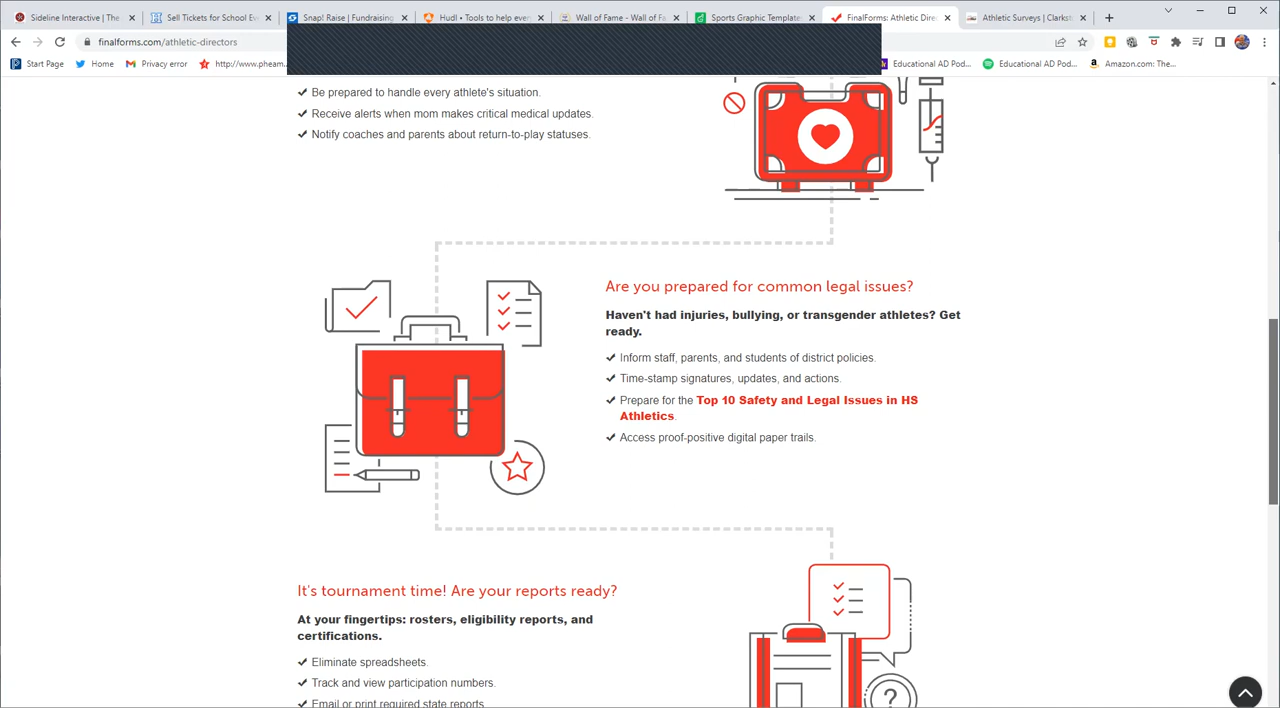 Sideline Interactive | The
Sell Tickets for School Ev
Snap! Raise | Fundraising
Hudl • Tools to help ever
Wall of Fame - Wall of Fa
Sports Graphic Template
FinalForms: Athletic Dire
Athletic Surveys | Clarkst
finalforms.com/athletic-directors
Start Page
Home
Privacy error
http://www.pheam...
Educational AD Pod...
Educational AD Pod...
Amazon.com: The...
Be prepared to handle every athlete's situation.
Receive alerts when mom makes critical medical updates.
Notify coaches and parents about return-to-play statuses.
Are you prepared for common legal issues?
Haven't had injuries, bullying, or transgender athletes? Get
ready.
Inform staff, parents, and students of district policies.
Time-stamp signatures, updates, and actions.
Prepare for the Top 10 Safety and Legal Issues in HS
Athletics.
Access proof-positive digital paper trails.
It's tournament time! Are your reports ready?
At your fingertips: rosters, eligibility reports, and
certifications.
Eliminate spreadsheets.
Track and view participation numbers.
Email or print required state reports
?